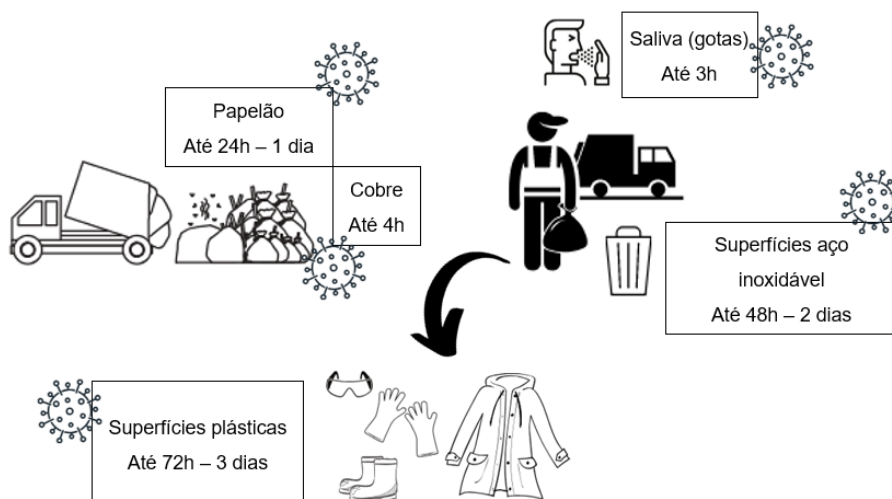 Saliva (gotas)
Até 3h
Papelão
Até 24h – 1 dia
Cobre
Até 4h
Superfícies aço
inoxidável
Até 48h – 2 dias
Superfícies plásticas
Até 72h – 3 dias